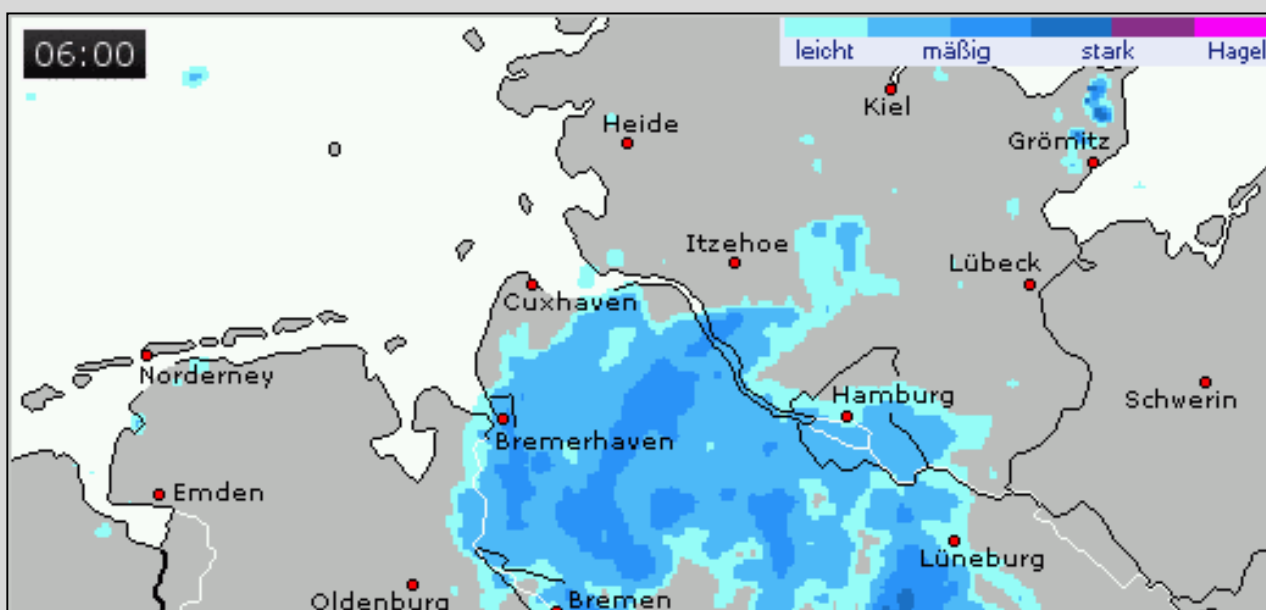 06:00
leicht mäßig stark Hagel
Kiel
Heide
Grömitz
Itzehoe
Lübeck
Cuxhaven
Norderney
Hamburg
Schwerin
Bremerhaven
Emden
Lüneburg
Oldenburg
Bremen